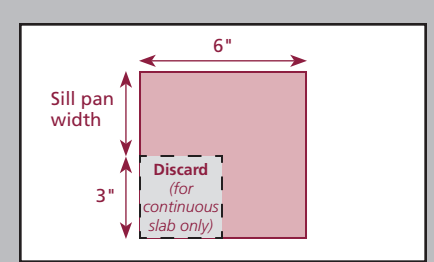 6"
Sill pan
width
3"
Discard
(for
continuous
slab only)